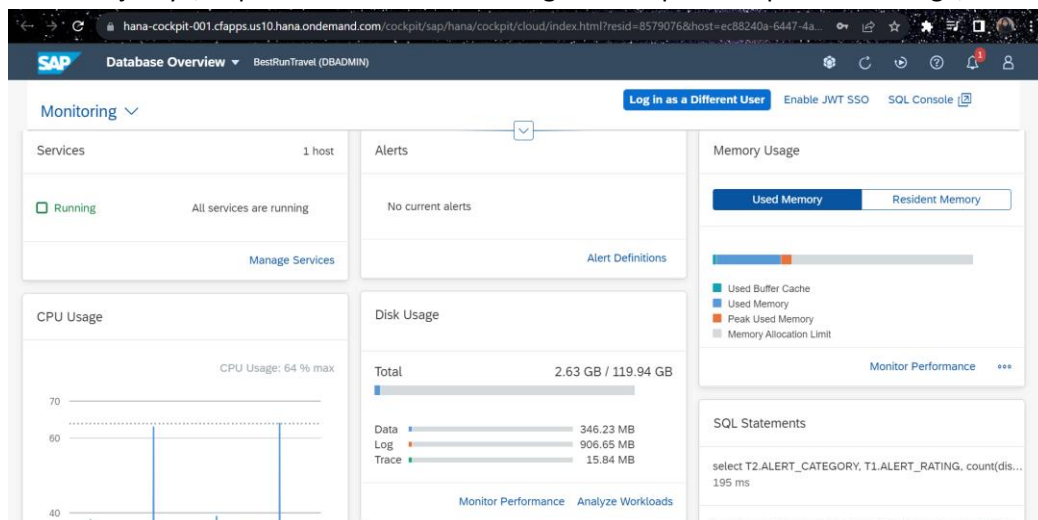 hana-cockpit-001.cfapps.us10.hana.ondemand.com/cockpit/sap/hana/cockpit/cloud/index.html?resid=8579076&host=ec88240a-6447-4a...
SAP Database Overview BestRunTravel (DBADMIN) 1
Monitoring
Log in as a Different User Enable JWT SSO SQL Console
Services 1 host
Running All services are running
Manage Services
Alerts
No current alerts
Alert Definitions
Memory Usage
Used Memory Resident Memory
Used Buffer Cache
Used Memory
Peak Used Memory
Memory Allocation Limit
Monitor Performance
CPU Usage
CPU Usage: 64 % max
70
60
40
Disk Usage
Total 2.63 GB / 119.94 GB
Data 346.23 MB
Log 906.65 MB
Trace 15.84 MB
Monitor Performance Analyze Workloads
SQL Statements
select T2.ALERT_CATEGORY, T1.ALERT_RATING, count(dis...
195 ms